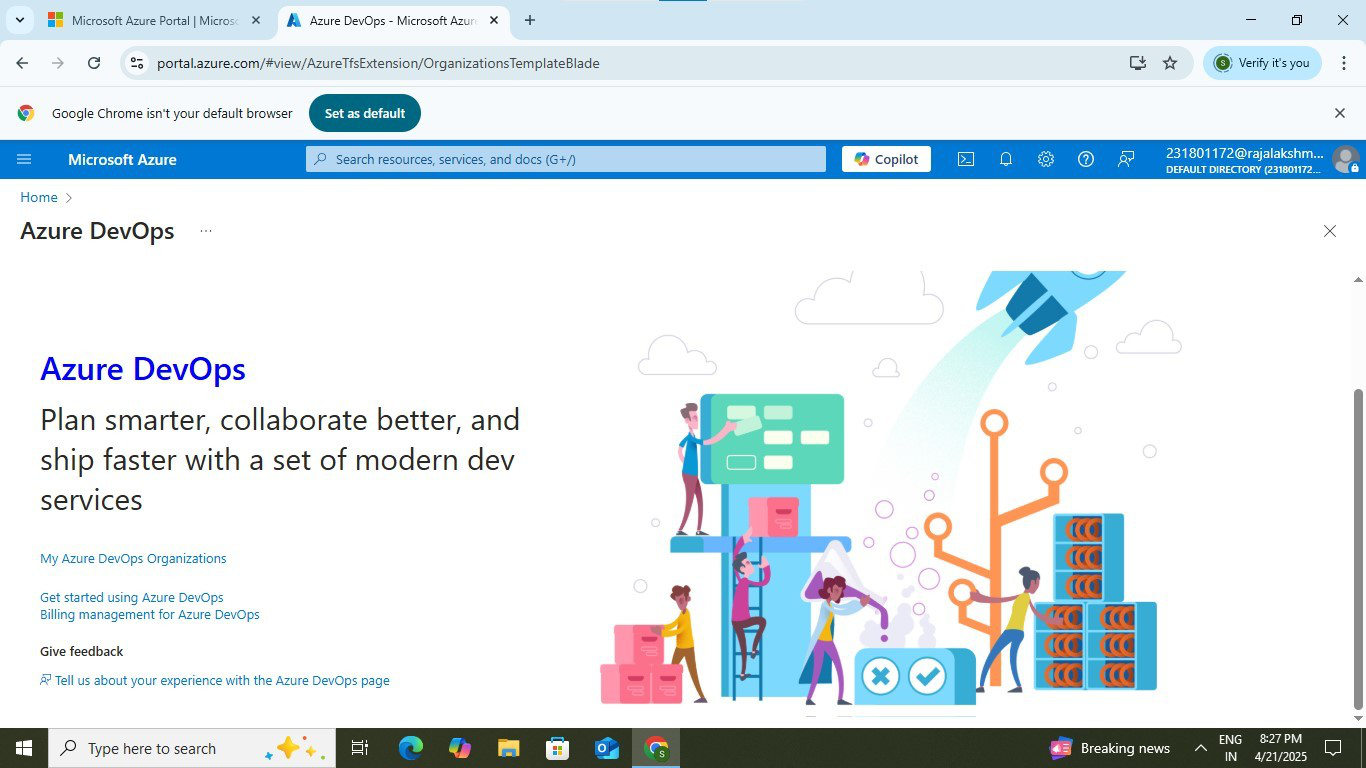 Microsoft Azure Portal | Micros
Azure DevOps - Microsoft Azur
portal.azure.com/#view/AzureTfsExtension/OrganizationsTemplateBlade
S
Verify it's you
Google Chrome isn't your default browser
Set as default
Microsoft Azure
Search resources, services, and docs (G+/)
Copilot
231801172@rajalakshm...
DEFAULT DIRECTORY (231801172...
Home
Azure DevOps
...
Azure DevOps
Plan smarter, collaborate better, and
ship faster with a set of modern dev
services
My Azure DevOps Organizations
Get started using Azure DevOps
Billing management for Azure DevOps
Give feedback
Tell us about your experience with the Azure DevOps page
Type here to search
S
Breaking news
ENG
IN
8:27 PM
4/21/2025